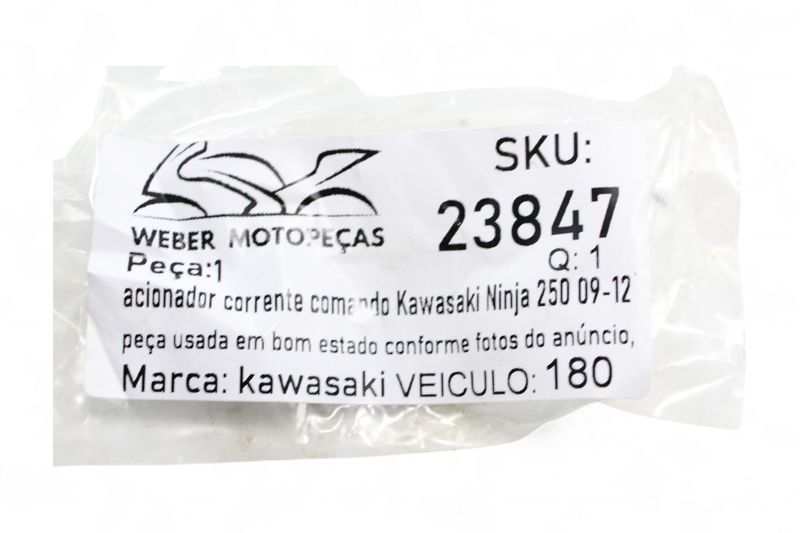 SKU:
23847
WEBER MOTOPEÇAS
Peça:1
Q: 1
acionador corrente comando Kawasaki Ninja 250 09-12
peça usada em bom estado conforme fotos do anúncio,
Marca: kawasaki VEICULO: 180